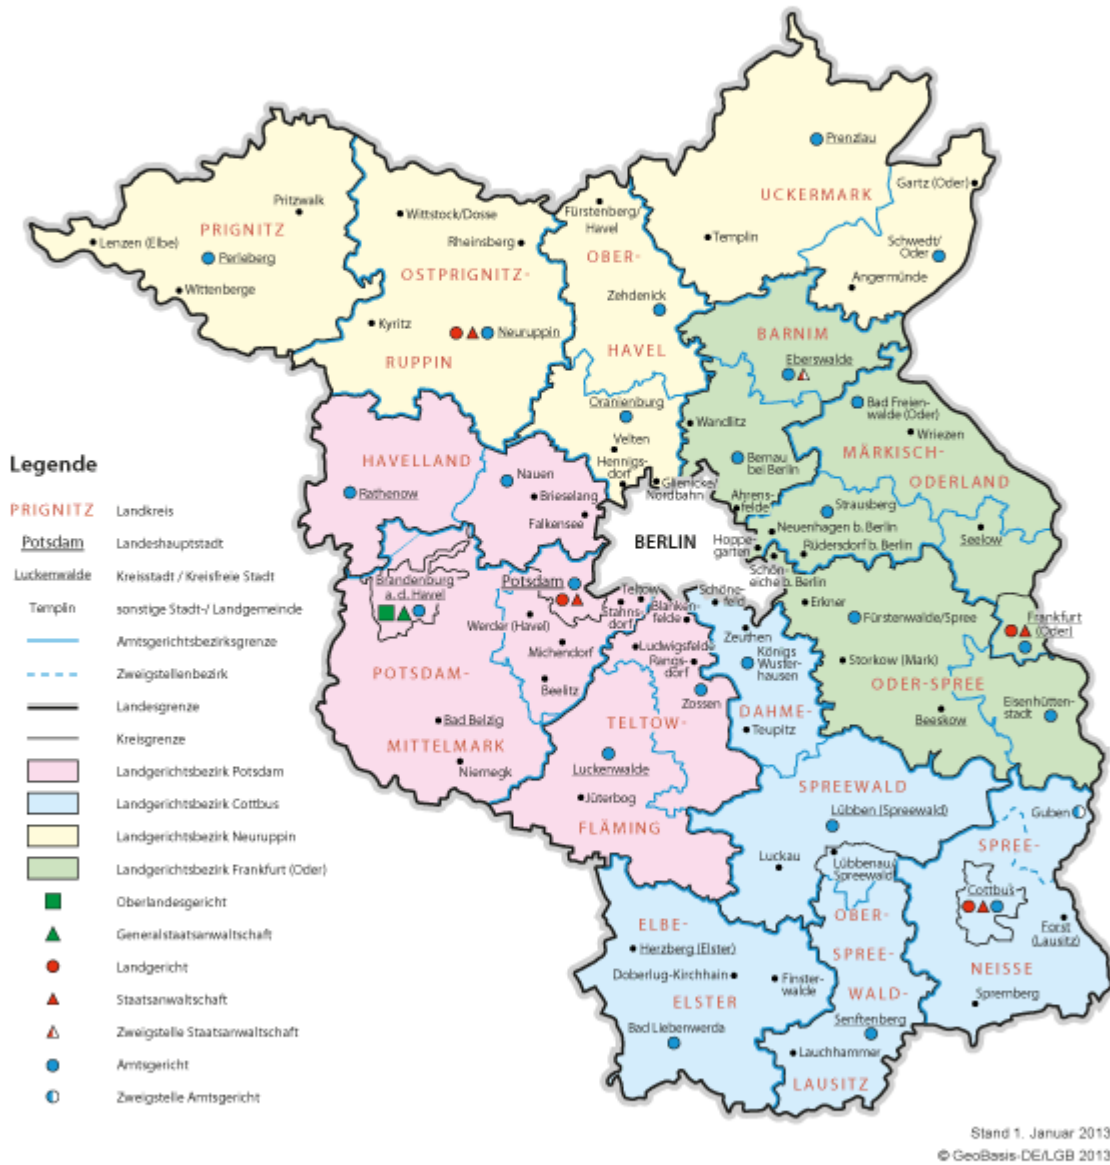 Prenzlau
UCKERMARK
Gartz (Oder)
Pritzwalk
Wittstock/Dosse
Fürstenberg/
Havel
PRIGNITZ
Lenzen (Elbe)
Perleberg
Rheinsberg
Templin
Schwedt/
Oder
OSTPRIGNITZ-
OBER-
Angermünde
Wittenberge
Zehdenick
Kyritz
Neuruppin
BARNIM
HAVEL
RUPPIN
Eberswalde
Oranienburg
Bad Freien-
walde (Oder)
Wandlitz
Wriezen
Velten
MÄRKISCH-
Hennigs-
dorf
HAVELLAND
Nauen
Bernau
bei Berlin
ODERLAND
Glienicke/
Nordbahn
Rathenow
Brieselang
Ahrens-
felde
Strausberg
Falkensee
Neuenhagen b. Berlin
Seelow
BERLIN
Hoppe-
garten
Rüdersdorf b. Berlin
Schön-
eiche b. Berlin
Brandenburg
a. d. Havel
Potsdam
Teltow
Schöne-
feld
Erkner
Stahns-
dorf
Blanken-
felde
Fürstenwalde/Spree
Frankfurt
(Oder)
Werder (Havel)
Zeuthen
Michendorf
Ludwigsfelde
Königs
Wuster-
hausen
Rangs-
dorf
Storkow (Mark)
POTSDAM-
Beelitz
ODER-SPREE
Zossen
Eisenhütten-
stadt
Beeskow
Bad Belzig
TELTOW-
DAHME-
Teupitz
MITTELMARK
Niemegk
Luckenwalde
SPREEWALD
Jüterbog
Lübben (Spreewald)
Guben
FLÄMING
SPREE-
Luckau
Lübbenau/
Spreewald
Cottbus
ELBE-
OBER-
Forst
(Lausitz)
Herzberg (Elster)
SPREE-
Doberlug-Kirchhain
Finster-
walde
NEISSE
ELSTER
WALD-
Spremberg
Bad Liebenwerda
Senftenberg
Lauchhammer
LAUSITZ
Legende
PRIGNITZ Landkreis
Potsdam Landeshauptstadt
Luckenwalde Kreisstadt / Kreisfreie Stadt
Templin sonstige Stadt-/ Landgemeinde
Amtsgerichtsbezirksgrenze
Zweigstellenbezirk
Landesgrenze
Kreisgrenze
Landgerichtsbezirk Potsdam
Landgerichtsbezirk Cottbus
Landgerichtsbezirk Neuruppin
Landgerichtsbezirk Frankfurt (Oder)
Oberlandesgericht
Generalstaatsanwaltschaft
Landgericht
Staatsanwaltschaft
Zweigstelle Staatsanwaltschaft
Amtsgericht
Zweigstelle Amtsgericht
Stand 1. Januar 2013
© GeoBasis-DE/LGB 2013